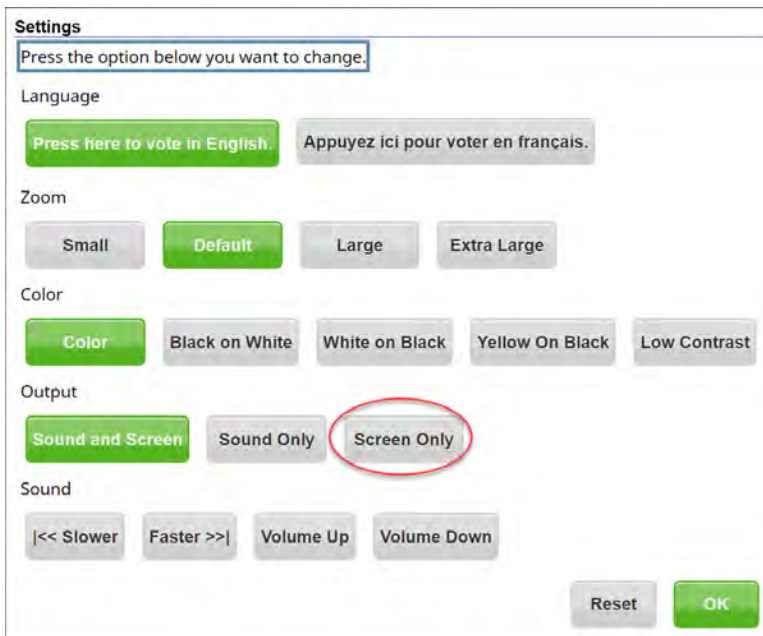 Settings
Press the option below you want to change.
Language
Press here to vote in English. Appuyez ici pour voter en français.
Zoom
Small Default Large Extra Large
Color
Color Black on White White on Black Yellow On Black Low Contrast
Output
Sound and Screen Sound Only Screen Only
Sound
|<< Slower Faster >>| Volume Up Volume Down
Reset OK